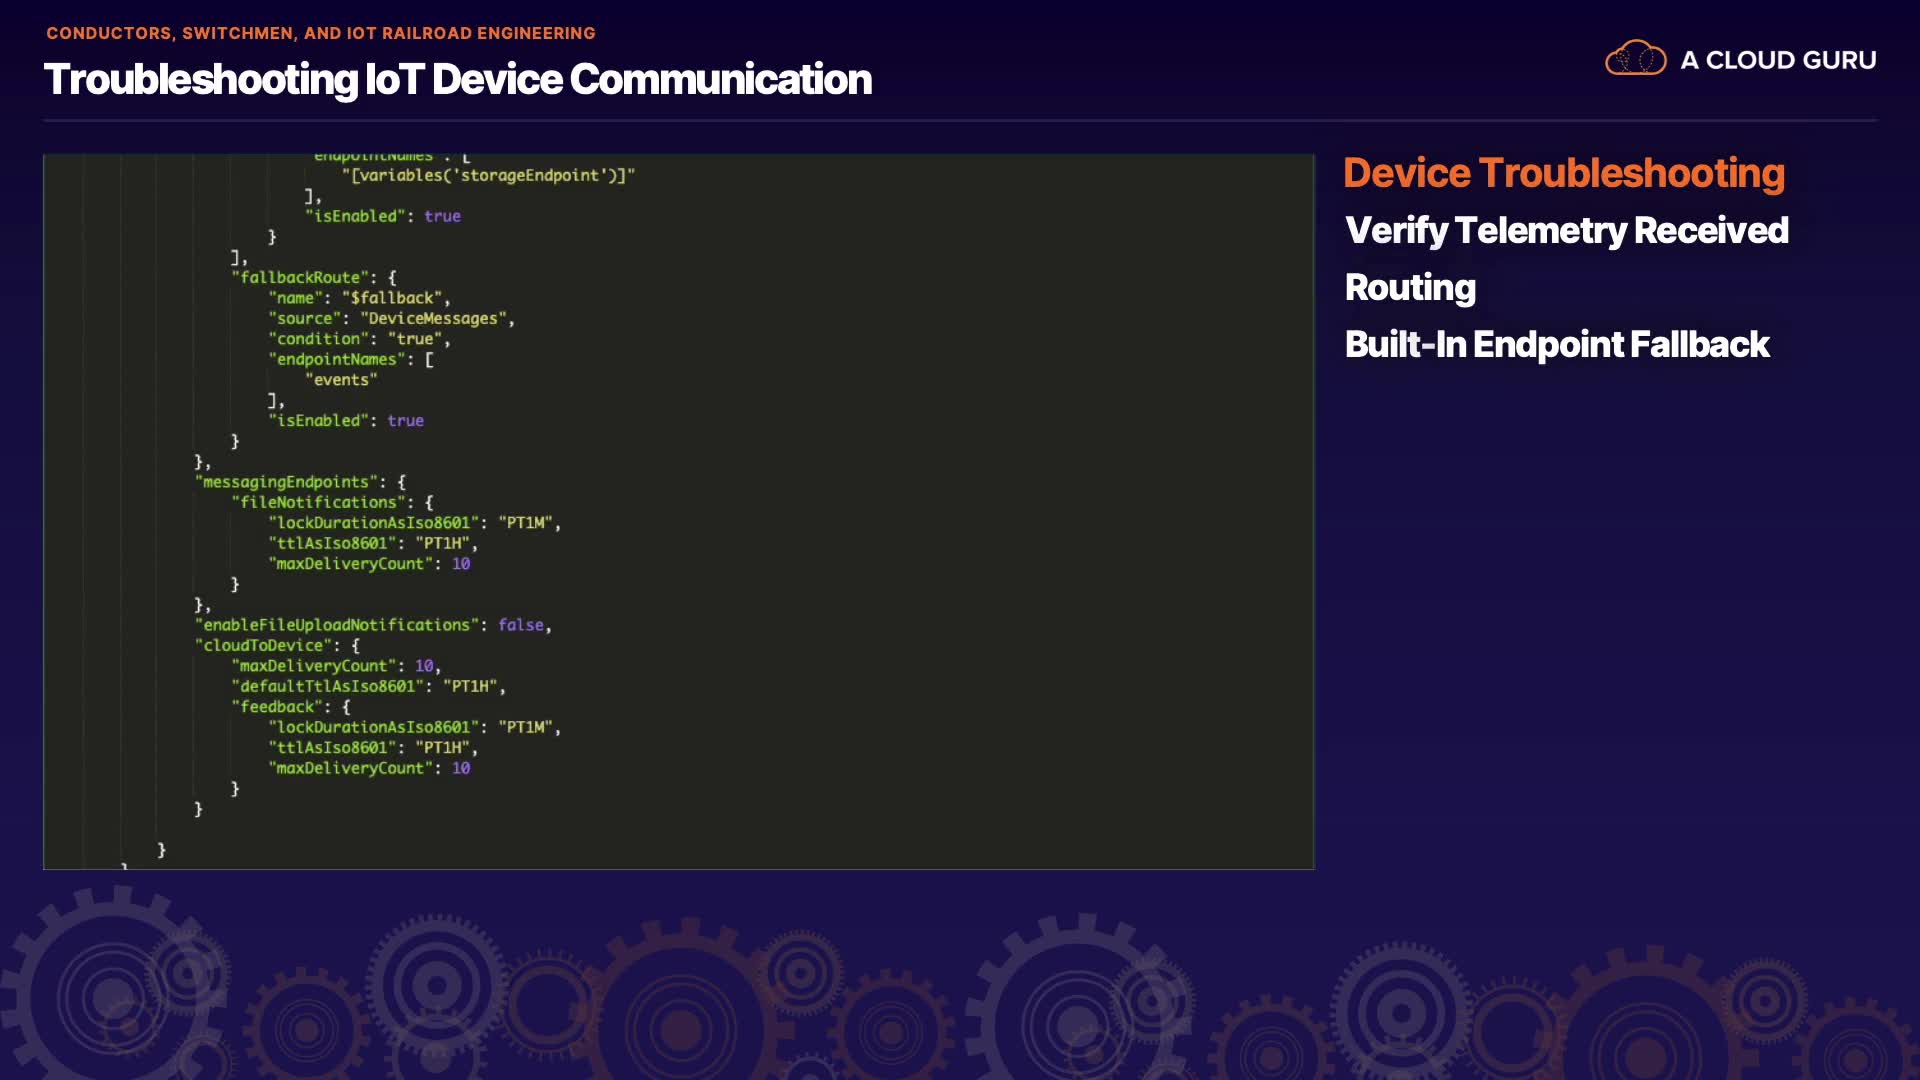 CONDUCTORS, SWITCHMEN, AND IOT RAILROAD ENGINEERING
Troubleshooting IoT Device Communication
A CLOUD GURU
endpointNames": [
"[variables('storageEndpoint')]"
],
"isEnabled": true
}
],
"fallbackRoute": {
"name": "$fallback",
"source": "DeviceMessages",
"condition": "true",
"endpointNames": [
"events"
],
"isEnabled": true
}
},
"messagingEndpoints": {
"fileNotifications": {
"lockDurationAsIso8601": "PT1M",
"ttlAsIso8601": "PT1H",
"maxDeliveryCount": 10
}
},
"enableFileUploadNotifications": false,
"cloudToDevice": {
"maxDeliveryCount": 10,
"defaultTtlAsIso8601": "PT1H",
"feedback": {
"lockDurationAsIso8601": "PT1M",
"ttlAsIso8601": "PT1H",
"maxDeliveryCount": 10
}
}
}
Device Troubleshooting
Verify Telemetry Received
Routing
Built-In Endpoint Fallback